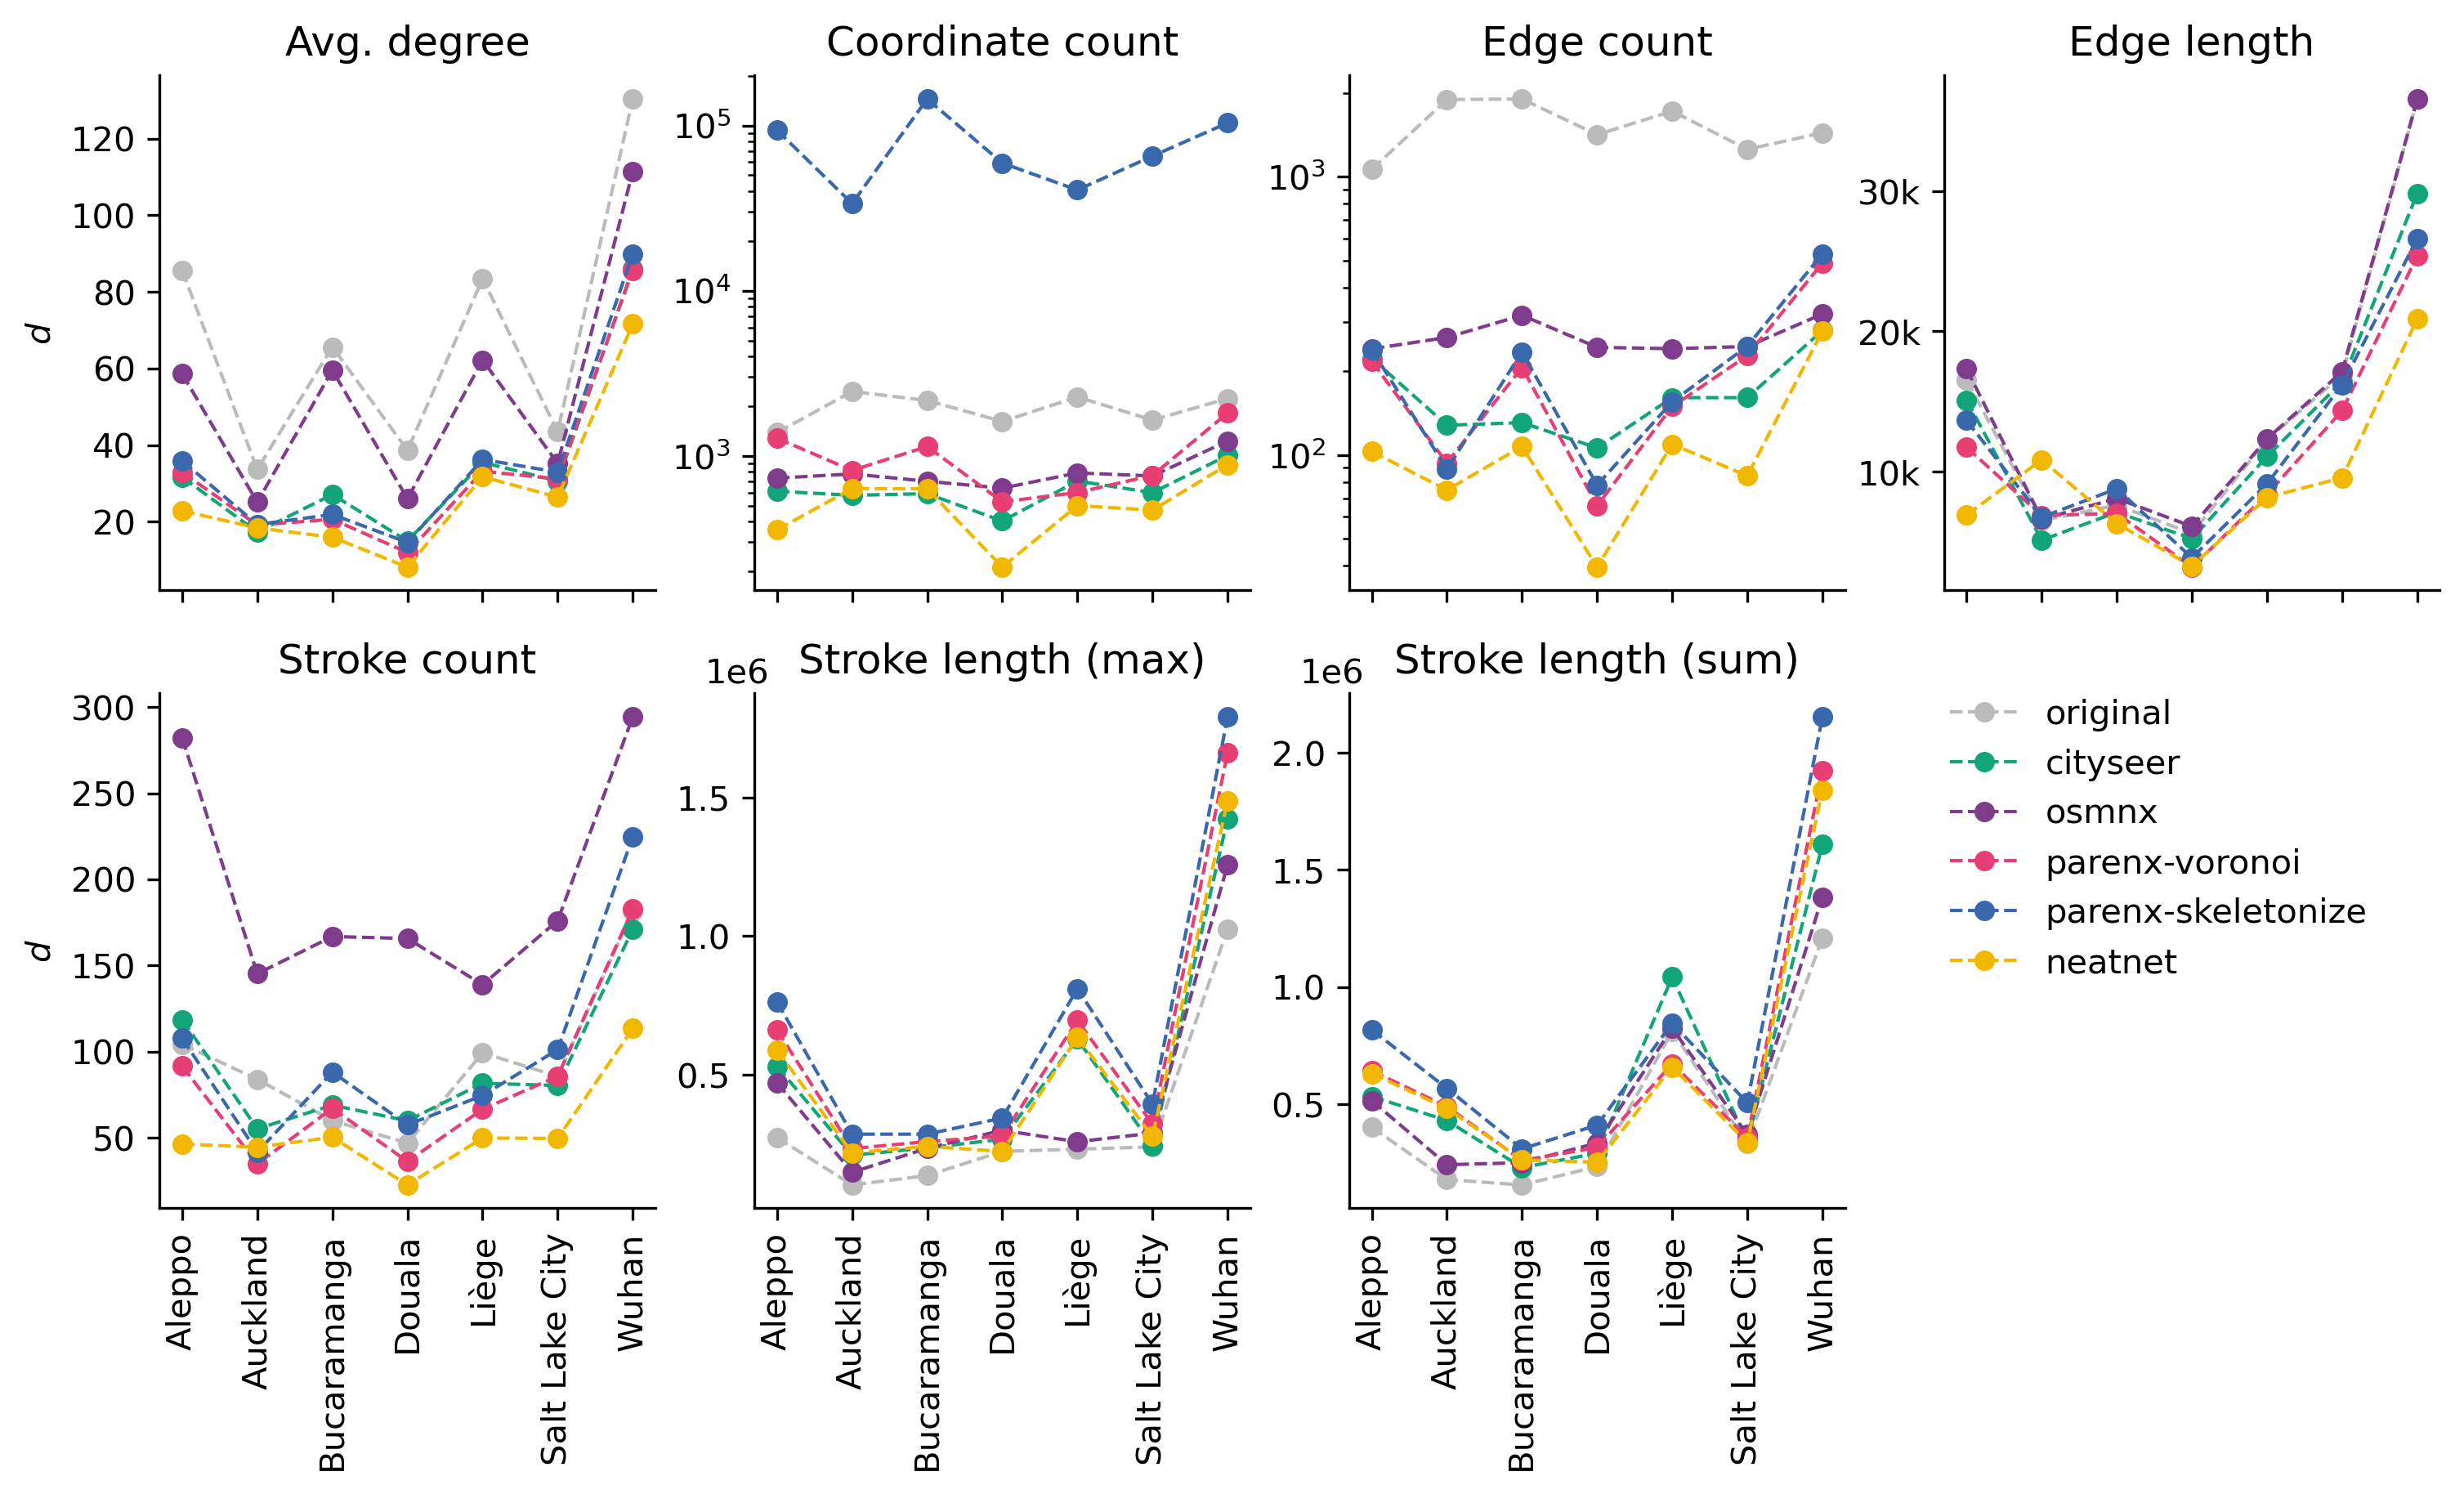 Avg. degree
Coordinate count
Edge count
Edge length
d
120
100
80
60
40
20
10^5
10^4
10^3
10^3
10^2
30k
20k
10k
Stroke count
1e6 Stroke length (max)
1e6 Stroke length (sum)
d
300
250
200
150
100
50
1.5
1.0
0.5
2.0
1.5
1.0
0.5
original
cityseer
osmnx
parenx-voronoi
parenx-skeletonize
neatnet
Aleppo
Auckland
Bucaramanga
Douala
Liège
Salt Lake City
Wuhan
Aleppo
Auckland
Bucaramanga
Douala
Liège
Salt Lake City
Wuhan
Aleppo
Auckland
Bucaramanga
Douala
Liège
Salt Lake City
Wuhan